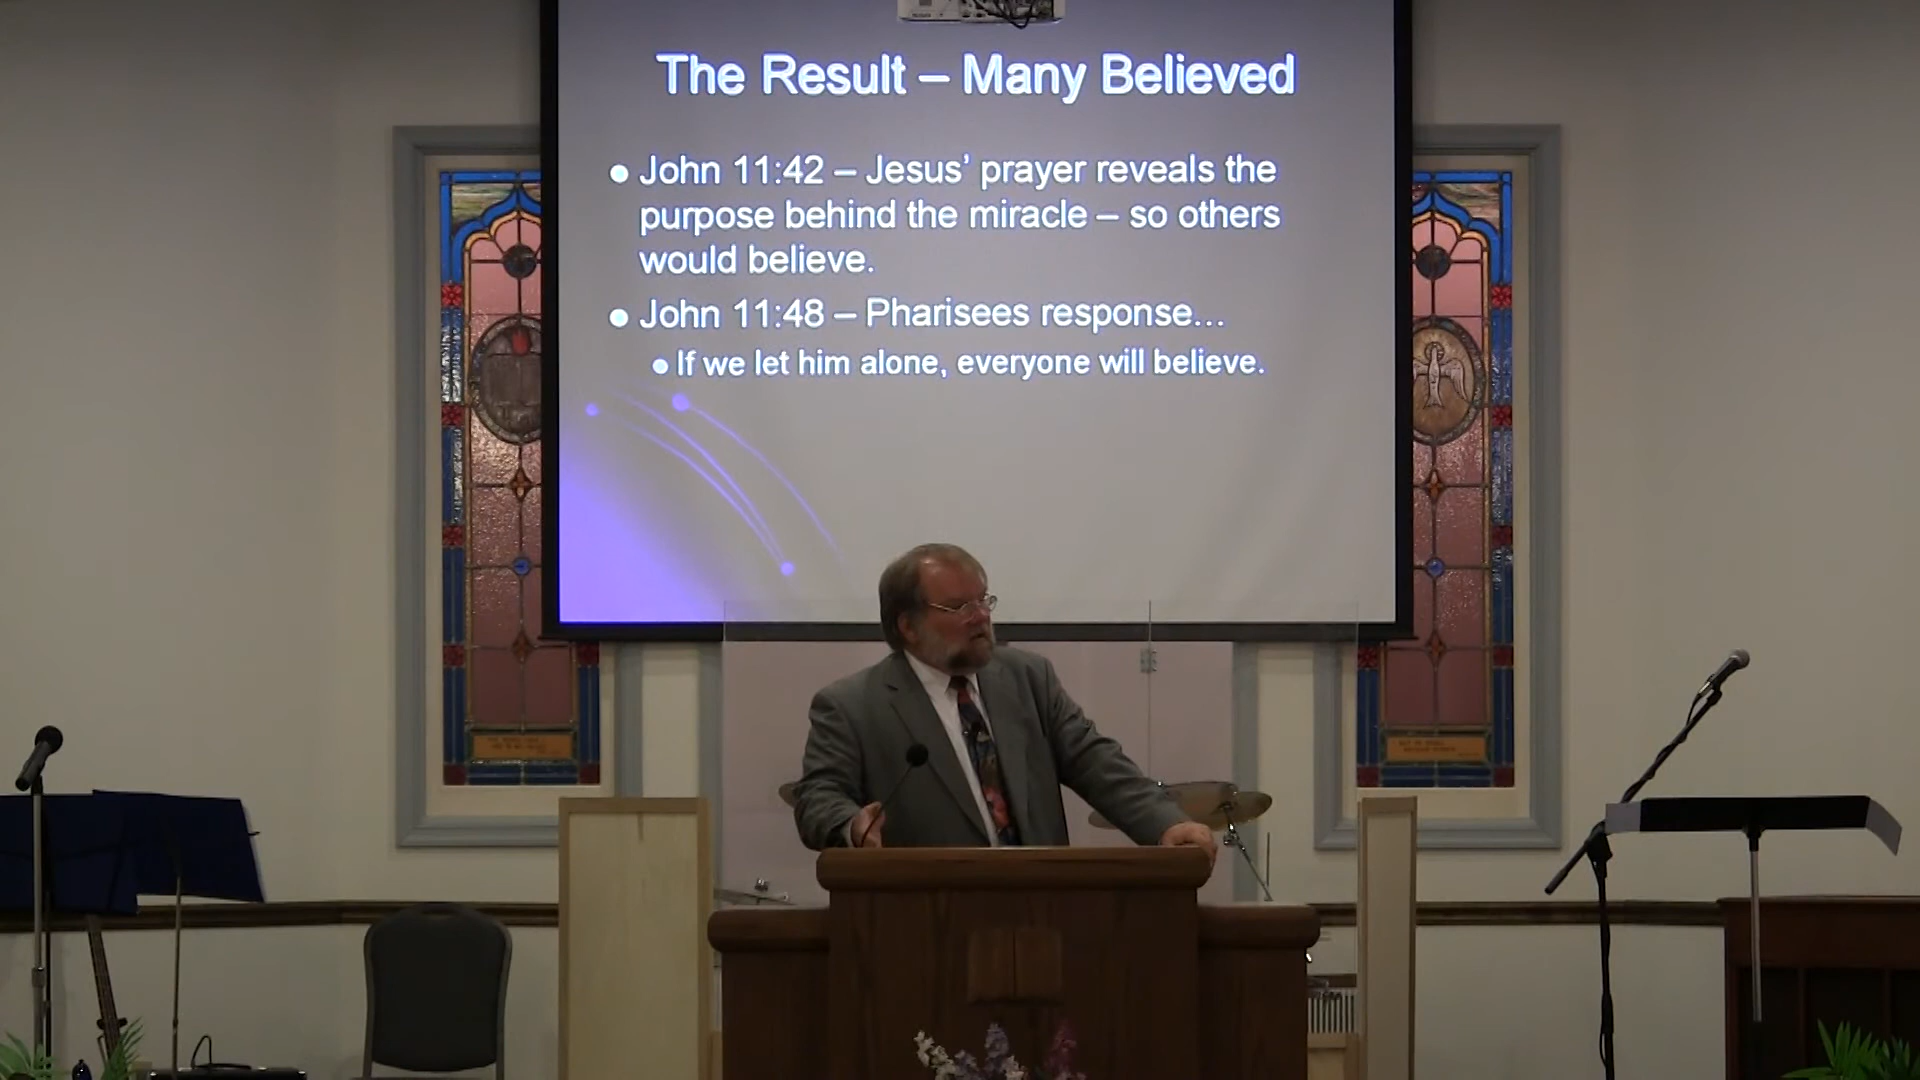 The Result – Many Believed
● John 11:42 – Jesus’ prayer reveals the
purpose behind the miracle – so others
would believe.
● John 11:48 – Pharisees response...
● If we let him alone, everyone will believe.